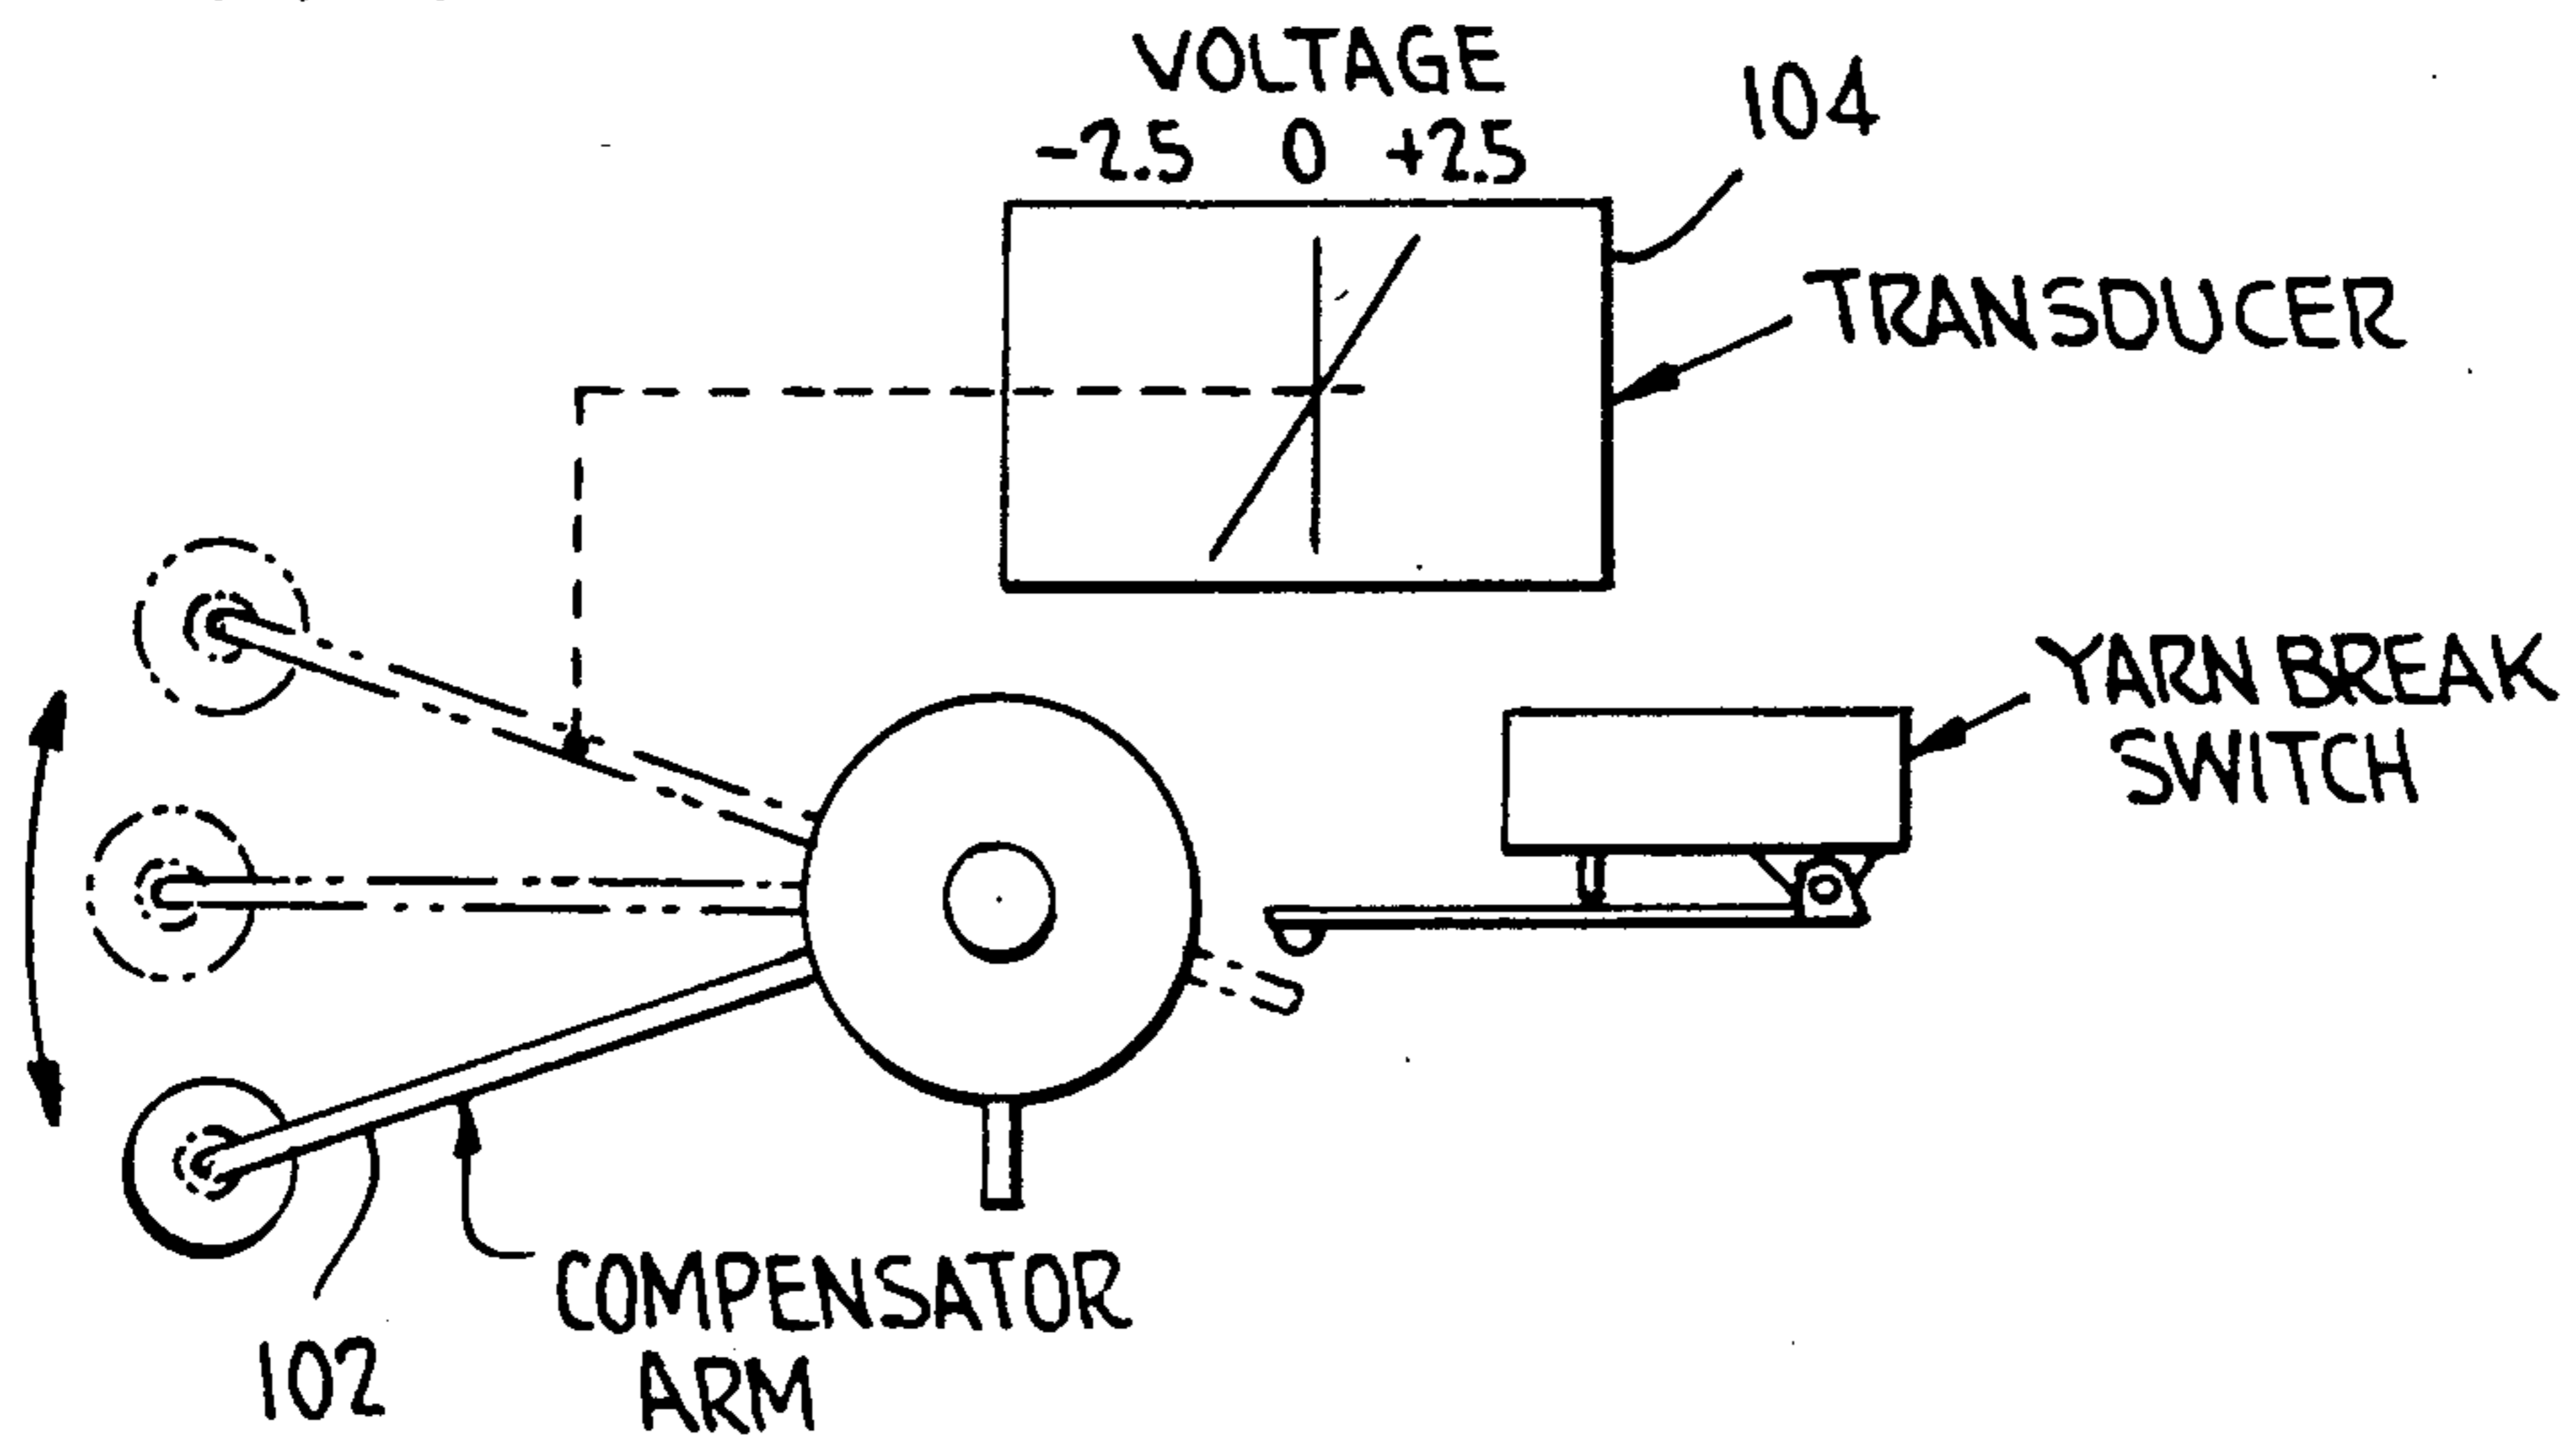 VOLTAGE
-2.5 0 +2.5
104
TRANSDUCER
YARN BREAK
SWITCH
COMPENSATOR
ARM
102